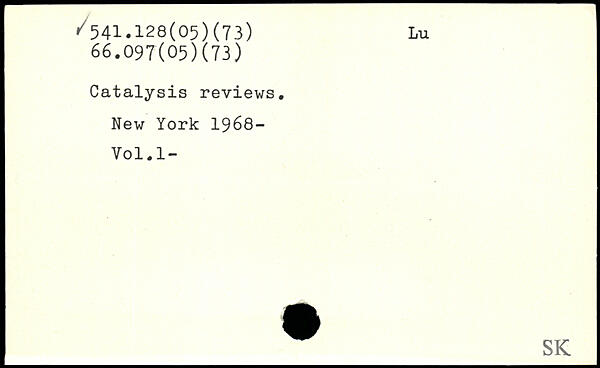 541.128(05)(73) Lu
66.097(05)(73)
Catalysis reviews.
New York 1968-
Vol.1-
SK